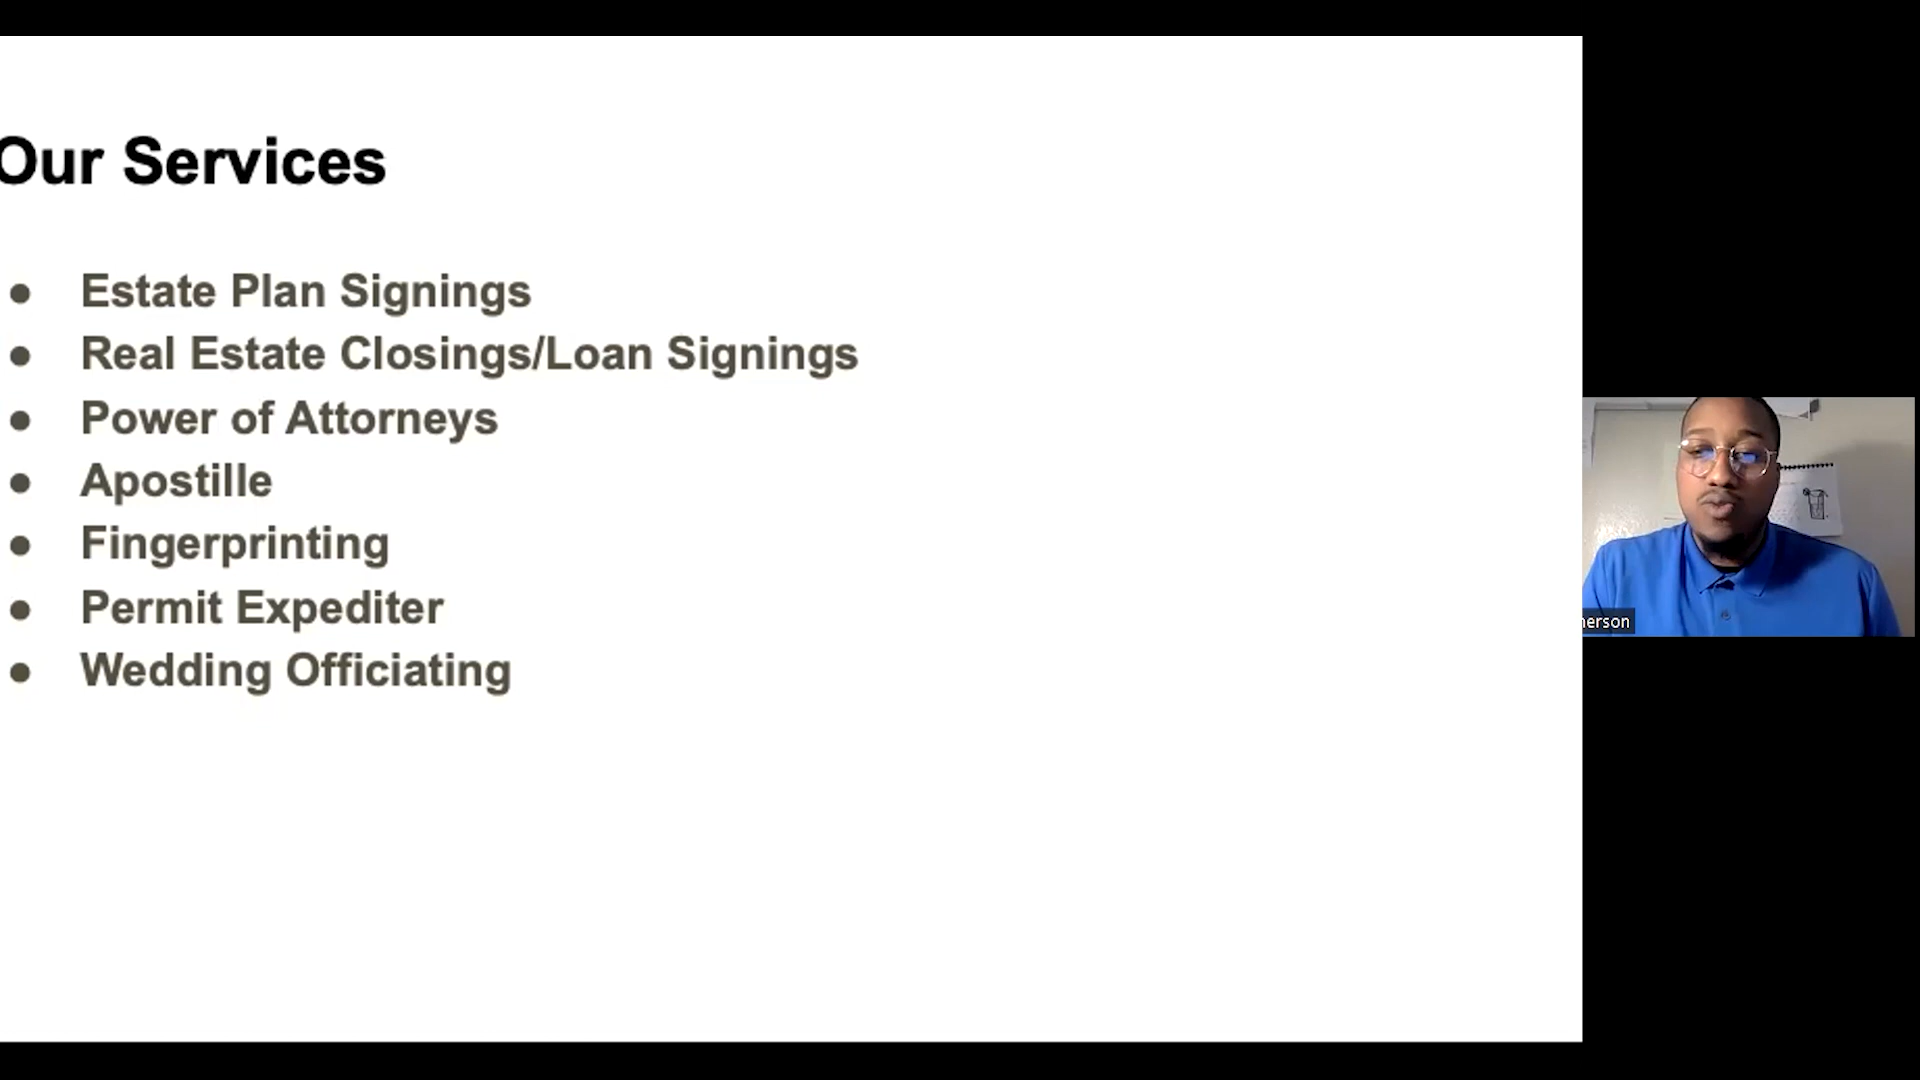 Our Services
● Estate Plan Signings
● Real Estate Closings/Loan Signings
● Power of Attorneys
● Apostille
● Fingerprinting
● Permit Expediter
● Wedding Officiating
herson